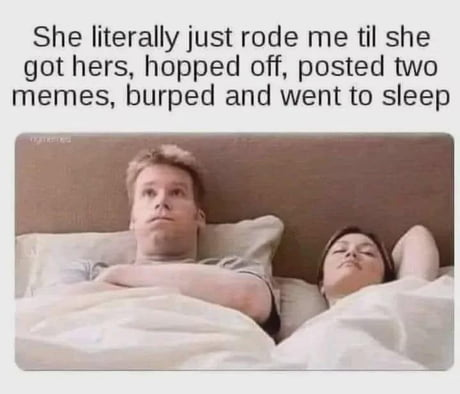 She literally just rode me til she
got hers, hopped off, posted two
memes, burped and went to sleep